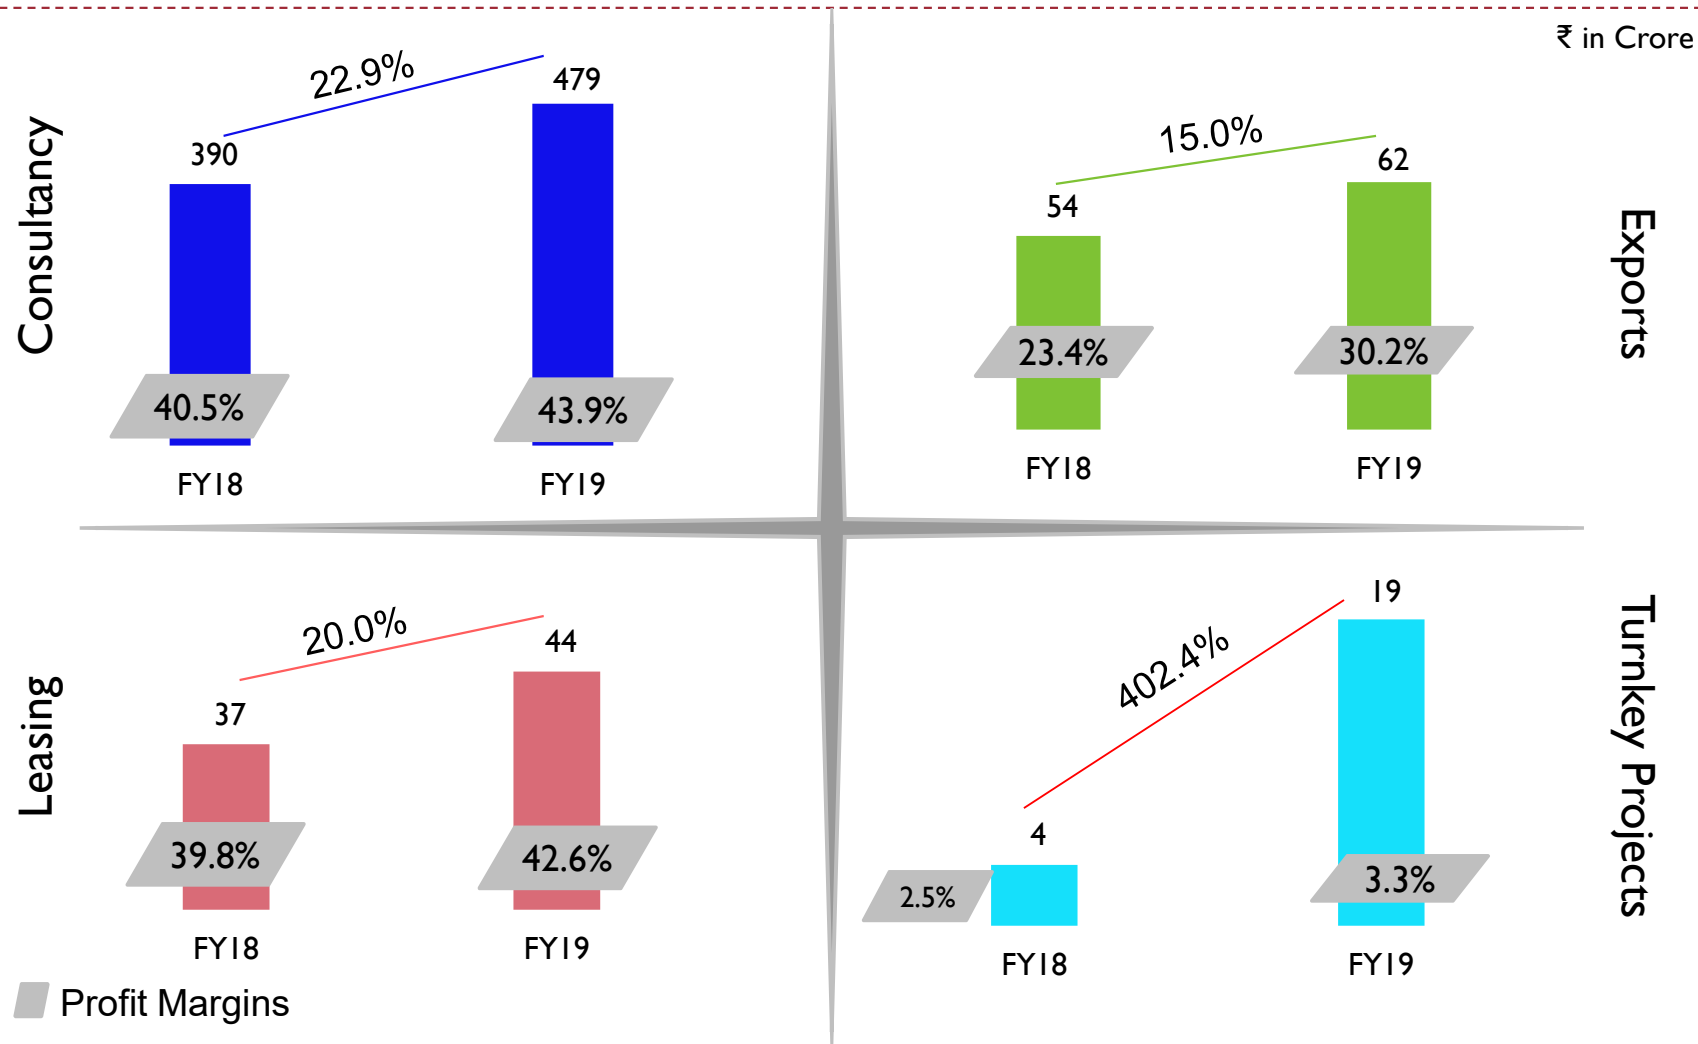 ₹ in Crore
Consultancy
22.9%
390
479
40.5%
43.9%
FY18
FY19
Exports
15.0%
54
62
23.4%
30.2%
FY18
FY19
Leasing
20.0%
37
44
39.8%
42.6%
FY18
FY19
Turnkey Projects
402.4%
4
19
2.5%
3.3%
FY18
FY19
Profit Margins